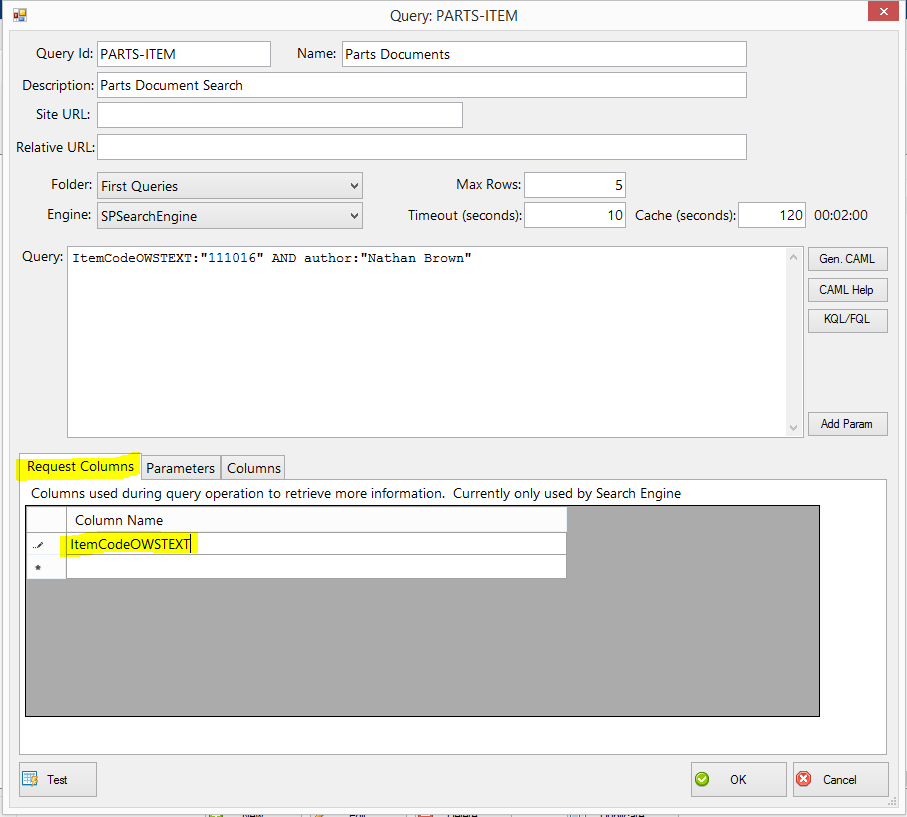 Query: PARTS-ITEM
Query Id: PARTS-ITEM Name: Parts Documents
Description: Parts Document Search
Site URL:
Relative URL:
Folder: First Queries Max Rows: 5
Engine: SPSearchEngine Timeout (seconds): 10 Cache (seconds): 120 00:02:00
Query: ItemCodeOWSTEXT:"111016" AND author:"Nathan Brown" Gen. CAML
CAML Help
KQL/FQL
Add Param
Request Columns Parameters Columns
Columns used during query operation to retrieve more information. Currently only used by Search Engine
Column Name
ItemCodeOWSTEXT
*
Test OK Cancel